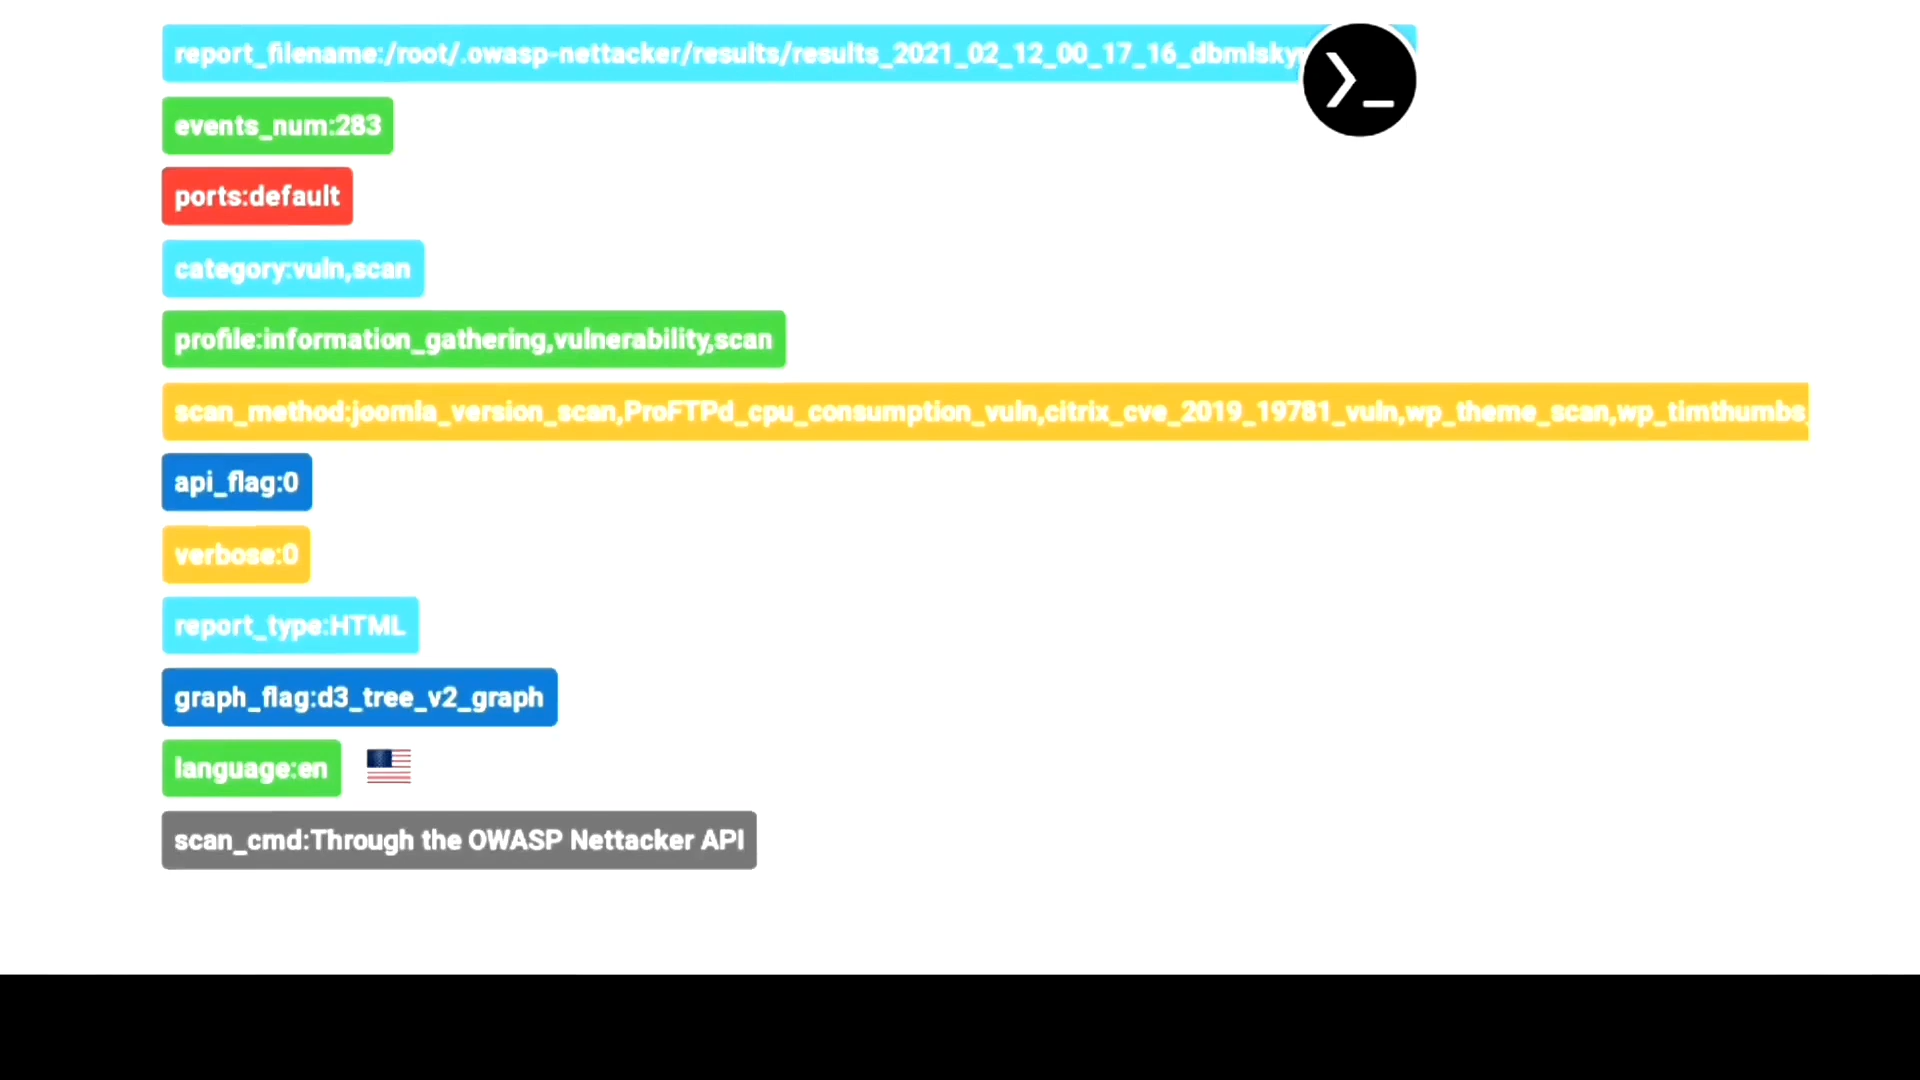 report_filename:/root/.owasp-nettacker/results/results_2021_02_12_00_17_16_dbmlsky
events_num:283
ports:default
category:vuln,scan
profile:information_gathering,vulnerability,scan
scan_method:joomla_version_scan,ProFTPd_cpu_consumption_vuln,citrix_cve_2019_19781_vuln,wp_theme_scan,wp_timthumbs
api_flag:0
verbose:0
report_type:HTML
graph_flag:d3_tree_v2_graph
language:en
scan_cmd:Through the OWASP Nettacker API